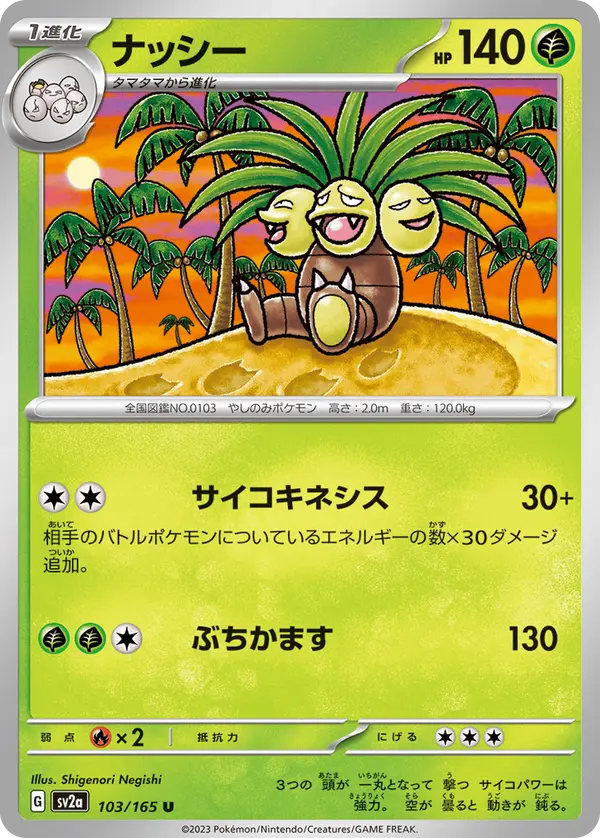 1進化
ナッシー
HP 140
タマタマから進化
全国図鑑NO.0103 やしのみポケモン 高さ：2.0m 重さ：120.0kg
サイコキネシス 30+
相手のバトルポケモンについているエネルギーの数×30ダメージ
追加。
ぶちかます 130
弱点 ×2 抵抗力 にげる
Illus. Shigenori Negishi
G sv2a 103/165 U
3つの 頭が 一丸となって 撃つ サイコパワーは
強力。 空が 曇ると 動きが 鈍る。
©2023 Pokémon/Nintendo/Creatures/GAME FREAK.